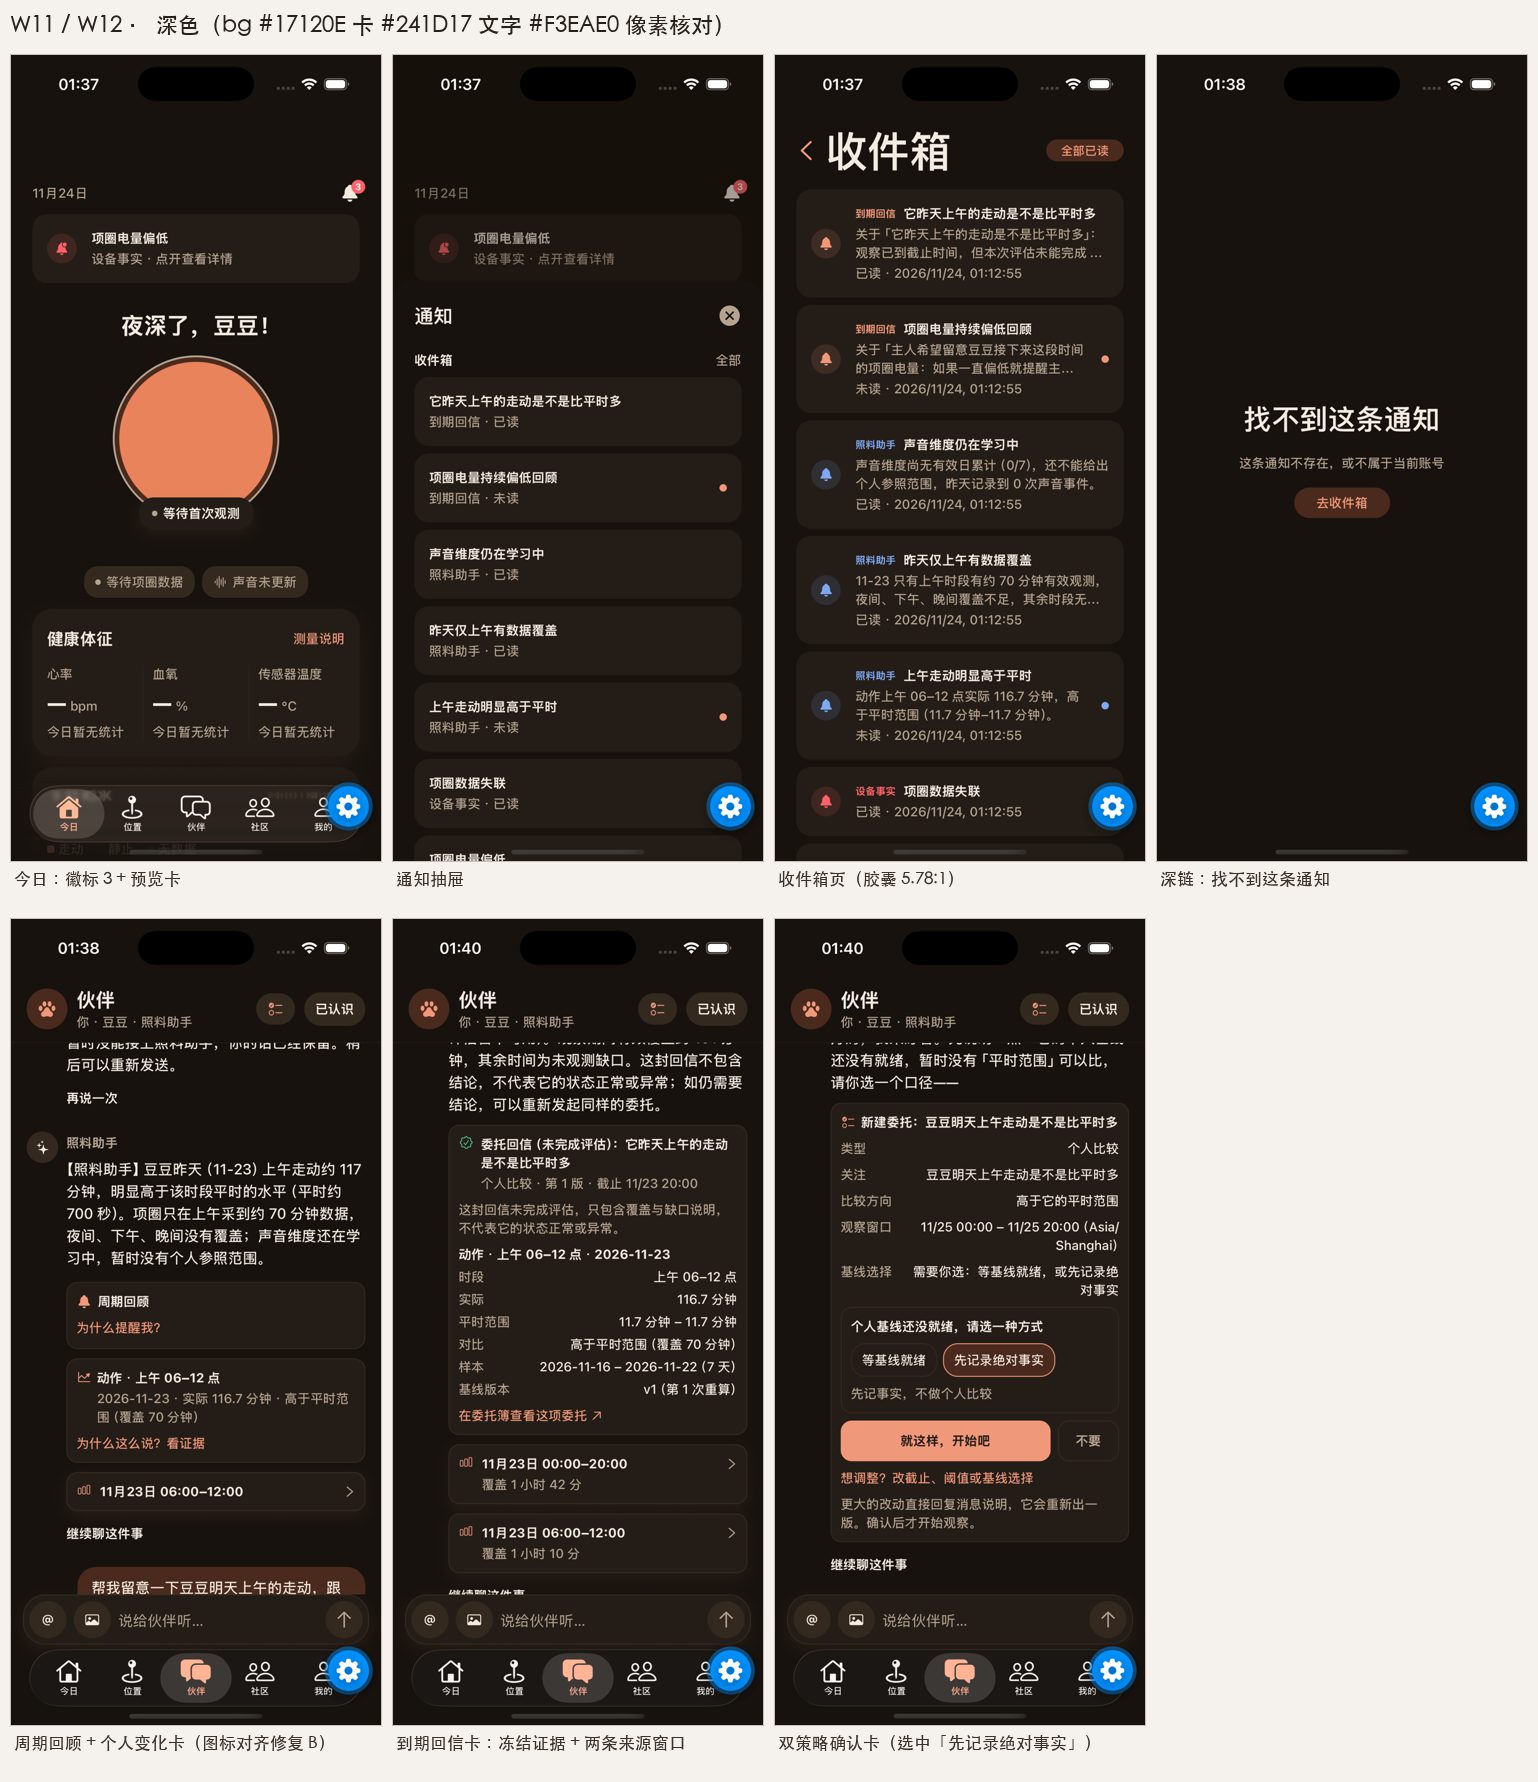 W11 / W12 · 深色（bg #17120E 卡 #241D17 文字 #F3EAE0 像素核对）
01:37
11月24日
3
项圈电量偏低
设备事实 · 点开查看详情
夜深了，豆豆！
等待首次观测
等待项圈数据
声音未更新
健康体征
测量说明
心率
血氧
传感器温度
— bpm
— %
— °C
今日暂无统计
今日暂无统计
今日暂无统计
今日
位置
伙伴
社区
我的
走动
静止
无数据
今日：徽标 3 + 预览卡
01:37
11月24日
3
项圈电量偏低
设备事实 · 点开查看详情
通知
收件箱
全部
它昨天上午的走动是不是比平时多
到期回信 · 已读
项圈电量持续偏低回顾
到期回信 · 未读
声音维度仍在学习中
照料助手 · 已读
昨天仅上午有数据覆盖
照料助手 · 已读
上午走动明显高于平时
照料助手 · 未读
项圈数据失联
设备事实 · 已读
项圈电量偏低
通知抽屉
01:37
收件箱
全部已读
到期回信 它昨天上午的走动是不是比平时多
关于「它昨天上午的走动是不是比平时多」：
观察已到截止时间，但本次评估未能完成 ...
已读 · 2026/11/24, 01:12:55
到期回信 项圈电量持续偏低回顾
关于「主人希望留意豆豆接下来这段时间
的项圈电量：如果一直偏低就提醒主...
未读 · 2026/11/24, 01:12:55
照料助手 声音维度仍在学习中
声音维度尚无有效日累计 (0/7)，还不能给出
个人参照范围，昨天记录到 0 次声音事件。
已读 · 2026/11/24, 01:12:55
照料助手 昨天仅上午有数据覆盖
11-23 只有上午时段有约 70 分钟有效观测，
夜间、下午、晚间覆盖不足，其余时段无...
已读 · 2026/11/24, 01:12:55
照料助手 上午走动明显高于平时
动作上午 06–12 点实际 116.7 分钟，高
于平时范围 (11.7 分钟–11.7 分钟)。
未读 · 2026/11/24, 01:12:55
设备事实 项圈数据失联
已读 · 2026/11/24, 01:12:55
收件箱页（胶囊 5.78:1）
01:38
找不到这条通知
这条通知不存在，或不属于当前账号
去收件箱
深链：找不到这条通知
01:38
伙伴
你 · 豆豆 · 照料助手
已认识
暂时没能接上照料助手，你的话已经保留。稍
后可以重新发送。
再说一次
照料助手
【照料助手】豆豆昨天 (11-23) 上午走动约 117
分钟，明显高于该时段平时的水平 (平时约
700 秒)。项圈只在上午采到约 70 分钟数据，
夜间、下午、晚间没有覆盖；声音维度还在学
习中，暂时没有个人参照范围。
周期回顾
为什么提醒我？
动作 · 上午 06–12 点
2026-11-23 · 实际 116.7 分钟 · 高于平时范
围 (覆盖 70 分钟)
为什么这么说？看证据
11月23日 06:00–12:00
继续聊这件事
帮我留意一下豆豆明天上午的走动，跟
@
说给伙伴听...
今日
位置
伙伴
社区
我的
周期回顾 + 个人变化卡（图标对齐修复 B）
01:40
伙伴
你 · 豆豆 · 照料助手
已认识
钟，其余时间为未观测缺口。这封回信不包含
结论，不代表它的状态正常或异常；如仍需要
结论，可以重新发起同样的委托。
委托回信 (未完成评估)：它昨天上午的走动
是不是比平时多
个人比较 · 第 1 版 · 截止 11/23 20:00
这封回信未完成评估，只包含覆盖与缺口说明，
不代表它的状态正常或异常。
动作 · 上午 06–12 点 · 2026-11-23
时段
上午 06–12 点
实际
116.7 分钟
平时范围
11.7 分钟 – 11.7 分钟
对比
高于平时范围 (覆盖 70 分钟)
样本
2026-11-16 – 2026-11-22 (7 天)
基线版本
v1 (第 1 次重算)
在委托簿查看这项委托 ↗
11月23日 00:00–20:00
覆盖 1 小时 42 分
11月23日 06:00–12:00
覆盖 1 小时 10 分
继续聊这件事
@
说给伙伴听...
今日
位置
伙伴
社区
我的
到期回信卡：冻结证据 + 两条来源窗口
01:40
伙伴
你 · 豆豆 · 照料助手
已认识
还没有就绪，暂时没有「平时范围」可以比，
请你选一个口径——
新建委托：豆豆明天上午走动是不是比平时多
类型
个人比较
关注
豆豆明天上午走动是不是比平时多
比较方向
高于它的平时范围
观察窗口
11/25 00:00 – 11/25 20:00 (Asia/
Shanghai)
基线选择
需要你选：等基线就绪，或先记录绝
对事实
个人基线还没就绪，请选一种方式
等基线就绪
先记录绝对事实
先记事实，不做个人比较
就这样，开始吧
不要
想调整？改截止、阈值或基线选择
更大的改动直接回复消息说明，它会重新出一
版。确认后才开始观察。
继续聊这件事
@
说给伙伴听...
今日
位置
伙伴
社区
我的
双策略确认卡（选中「先记录绝对事实」）